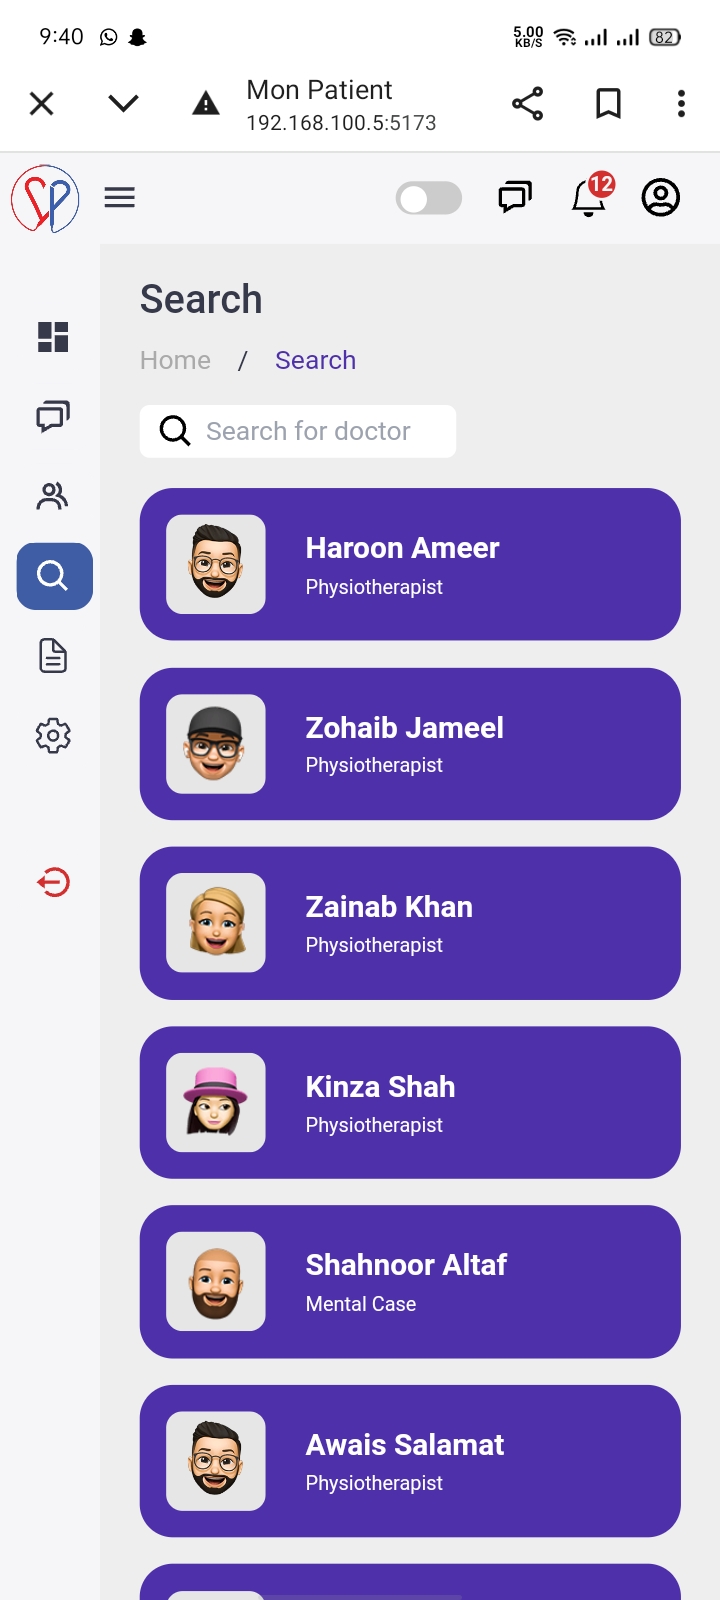 9:40
5.00
KB/S
82
Mon Patient
192.168.100.5:5173
12
Search
Home / Search
Search for doctor
Haroon Ameer
Physiotherapist
Zohaib Jameel
Physiotherapist
Zainab Khan
Physiotherapist
Kinza Shah
Physiotherapist
Shahnoor Altaf
Mental Case
Awais Salamat
Physiotherapist